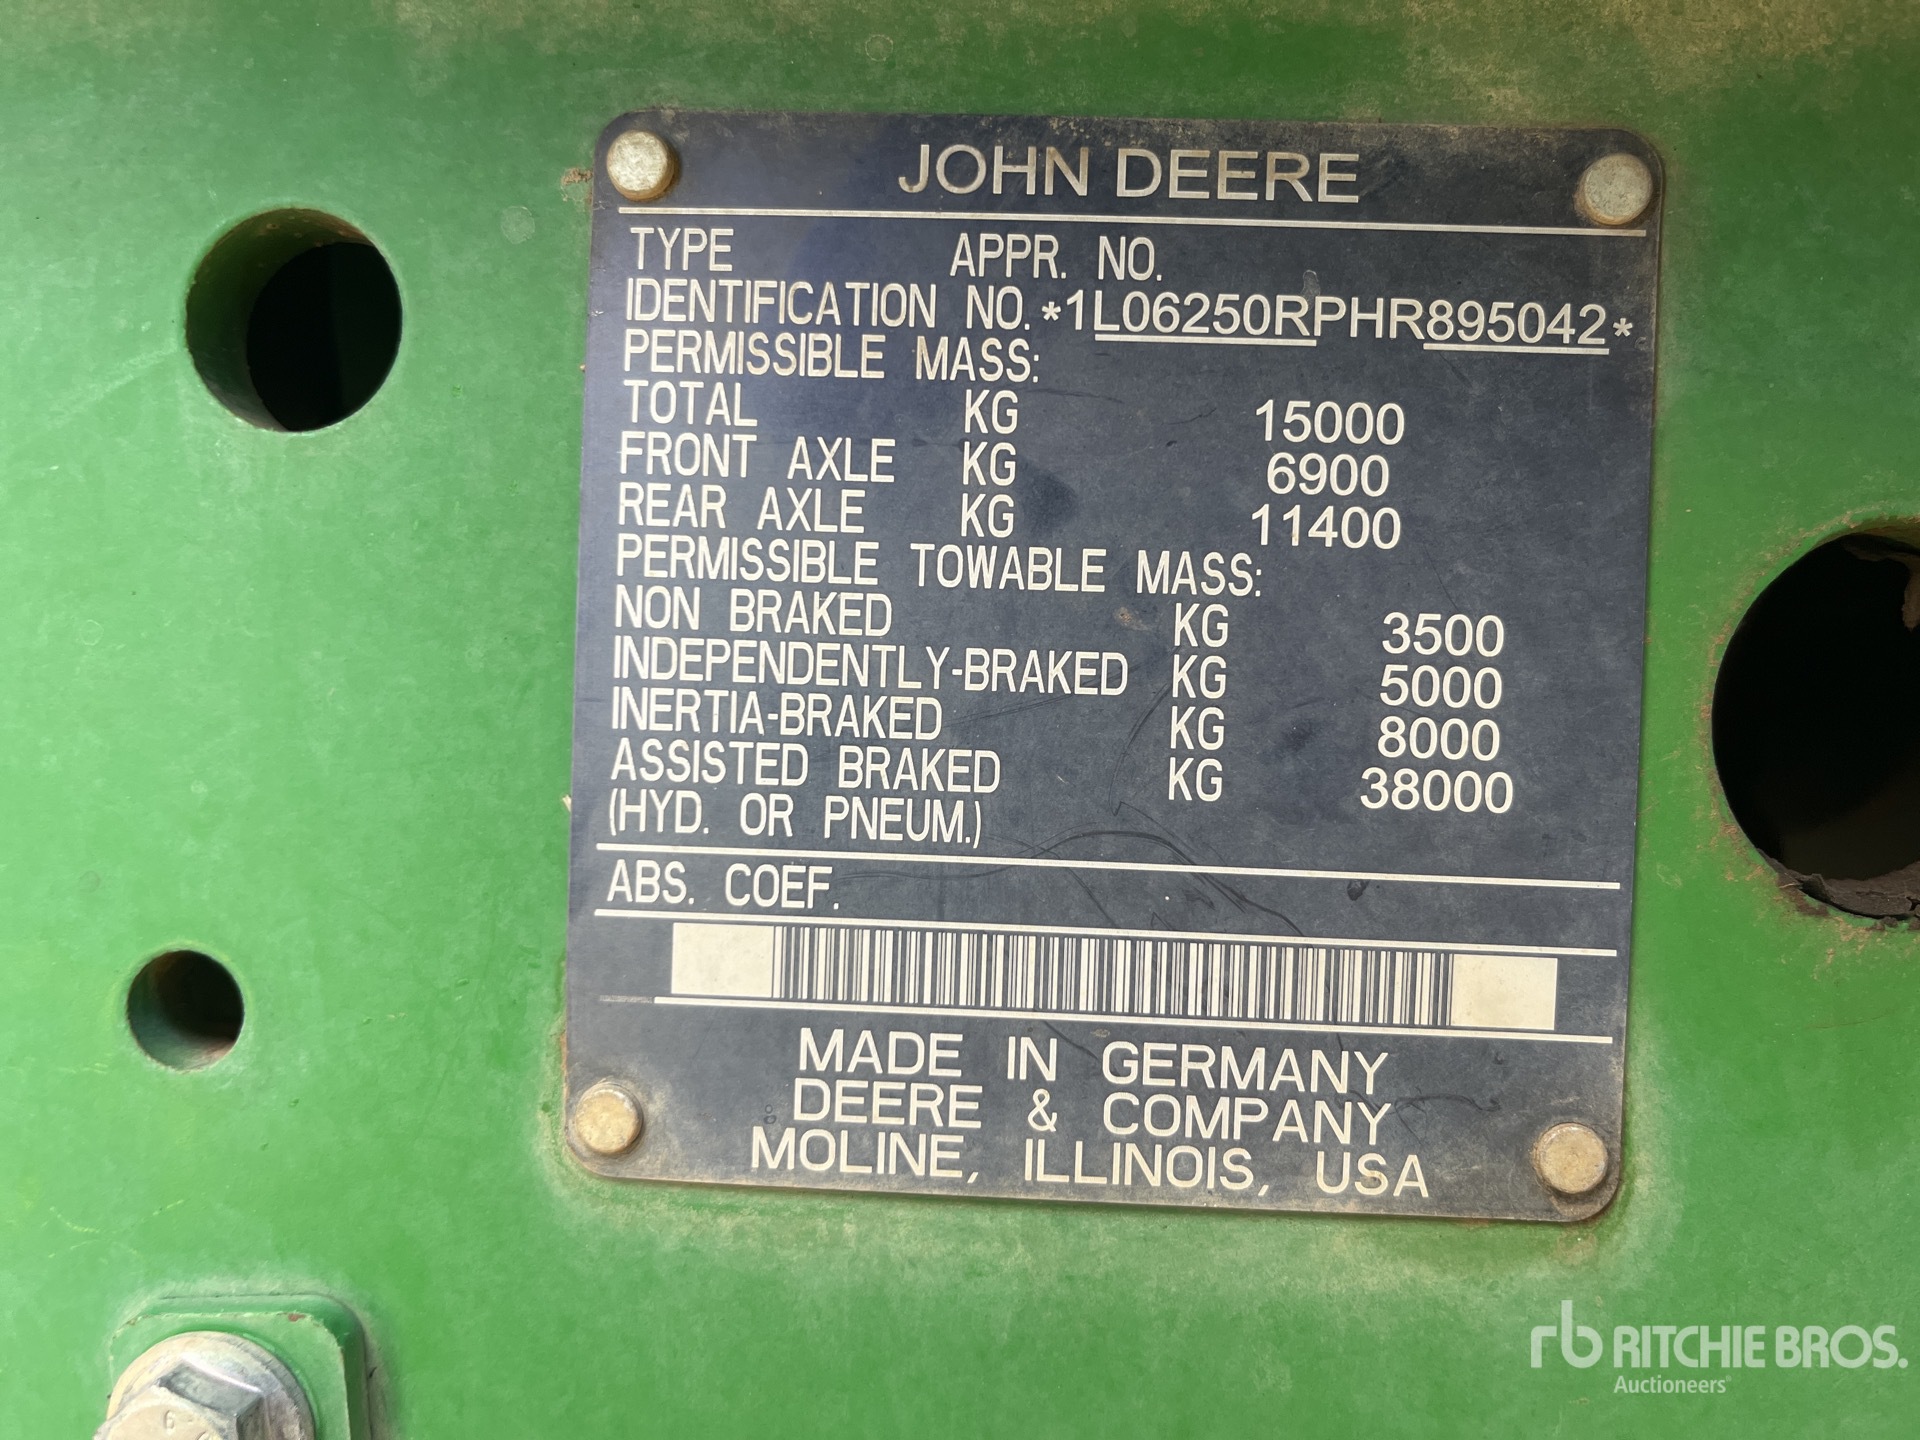 JOHN DEERE
TYPE APPR. NO.
IDENTIFICATION NO. *1L06250RPHR895042*
PERMISSIBLE MASS:
TOTAL KG 15000
FRONT AXLE KG 6900
REAR AXLE KG 11400
PERMISSIBLE TOWABLE MASS:
NON BRAKED KG 3500
INDEPENDENTLY-BRAKED KG 5000
INERTIA-BRAKED KG 8000
ASSISTED BRAKED KG 38000
(HYD. OR PNEUM.)
ABS. COEF.
MADE IN GERMANY
DEERE & COMPANY
MOLINE, ILLINOIS, USA
rb RITCHIE BROS.
Auctioneers